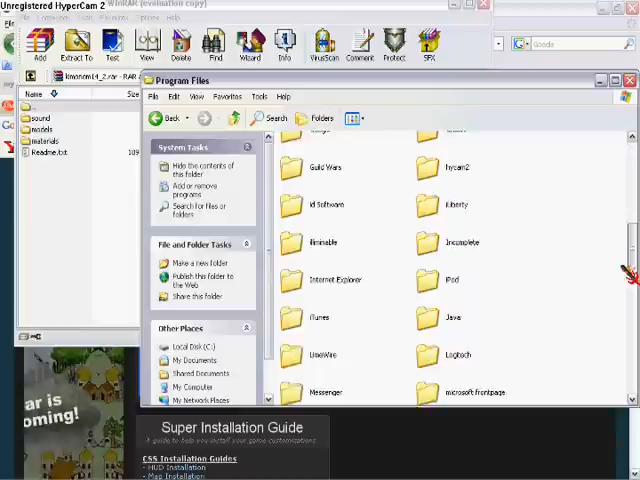 Unregistered HyperCam 2
WinRAR (evaluation copy)
Add
Extract To
Test
View
Delete
Find
Wizard
Info
VirusScan
Comment
Protect
SFX
Google
Name
Size
..
sound
models
materials
Readme.txt
Program Files
File Edit View Favorites Tools Help
Back
Search
Folders
System Tasks
Hide the contents of
this folder
Add or remove
programs
Search for files or
folders
File and Folder Tasks
Make a new folder
Publish this folder to
the Web
Share this folder
Other Places
Local Disk (C:)
My Documents
Shared Documents
My Computer
My Network Places
Guild Wars
hycam2
id Software
iLiberty
illiminable
Incomplete
Internet Explorer
iPod
iTunes
Java
LimeWire
Logitech
Messenger
microsoft frontpage
ar is
oming!
Super Installation Guide
A guide to help you install your game customizations
CSS Installation Guides
- HUD Installation
- Map Installation